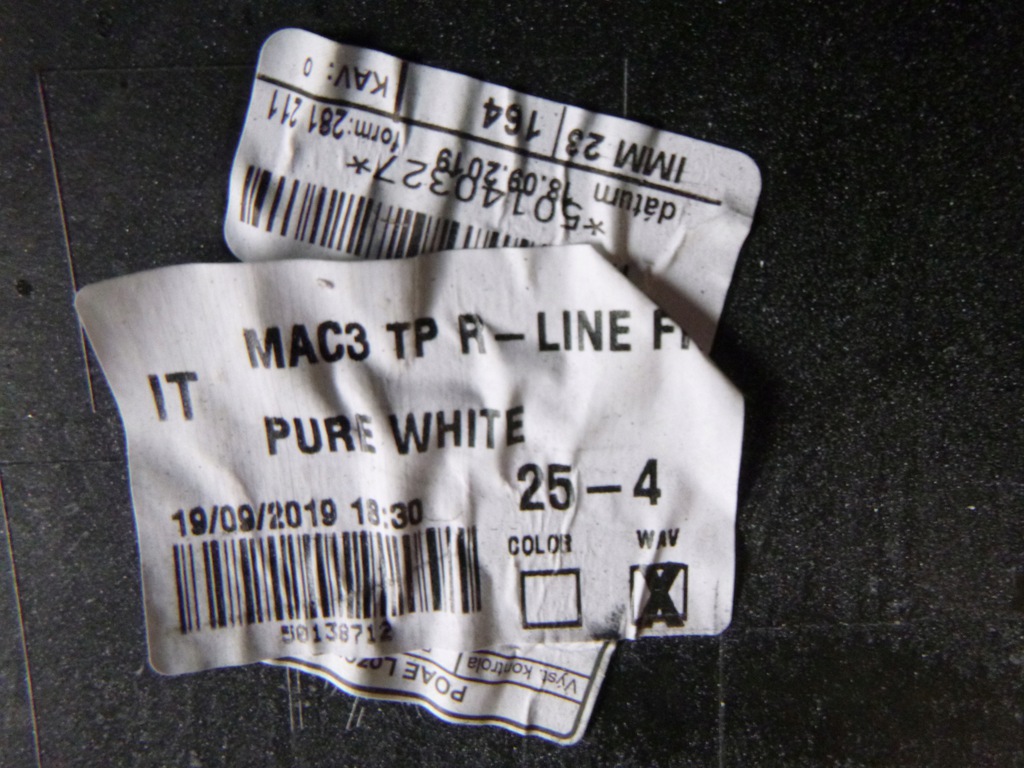 KAV: 0
164
IMM 23
form:281 211
dátum 18.09.2019
*50140327*
MAC3 TP R-LINE
IT
PURE WHITE
25-4
19/09/2019 18:30
COLOR WAV
X
50138712
Výst. kontrola
POAE